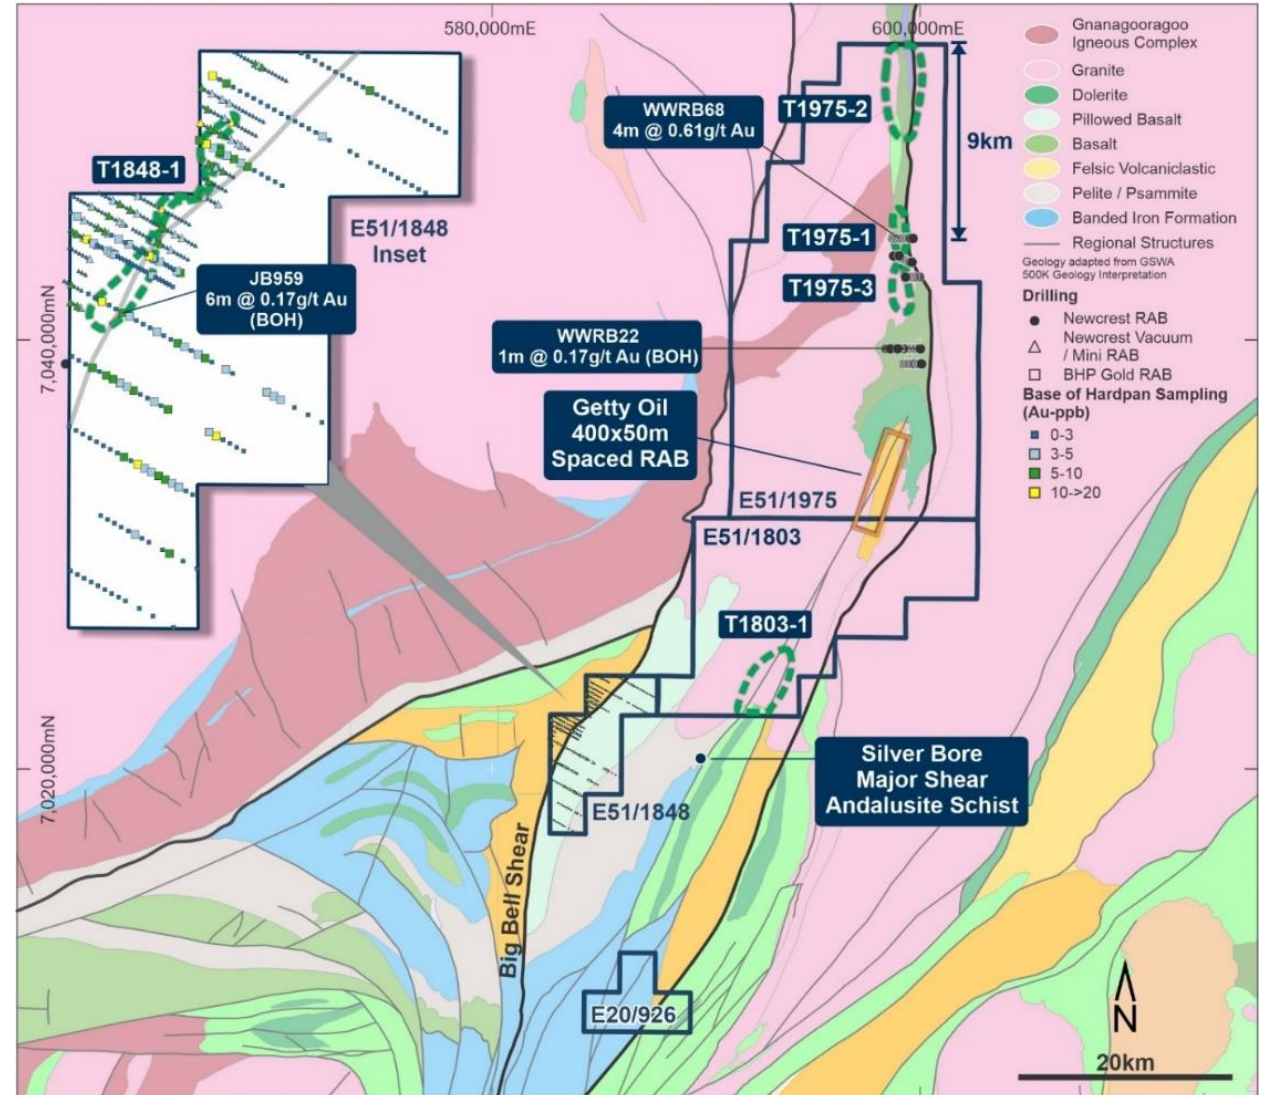 580,000mE
600,000mE
7,040,000mN
7,020,000mN
T1848-1
E51/1848
Inset
JB959
6m @ 0.17g/t Au
(BOH)
WWRB68
4m @ 0.61g/t Au
T1975-2
9km
T1975-1
T1975-3
WWRB22
1m @ 0.17g/t Au (BOH)
Getty Oil
400x50m
Spaced RAB
E51/1975
E51/1803
T1803-1
Silver Bore
Major Shear
Andalusite Schist
E51/1848
Big Bell Shear
E20/926
Gnanagooragoo
Igneous Complex
Granite
Dolerite
Pillowed Basalt
Basalt
Felsic Volcaniclastic
Pelite / Psammite
Banded Iron Formation
Regional Structures
Geology adapted from GSWA
500K Geology Interpretation
Drilling
Newcrest RAB
Newcrest Vacuum
/ Mini RAB
BHP Gold RAB
Base of Hardpan Sampling
(Au-ppb)
0-3
3-5
5-10
10->20
N
20km